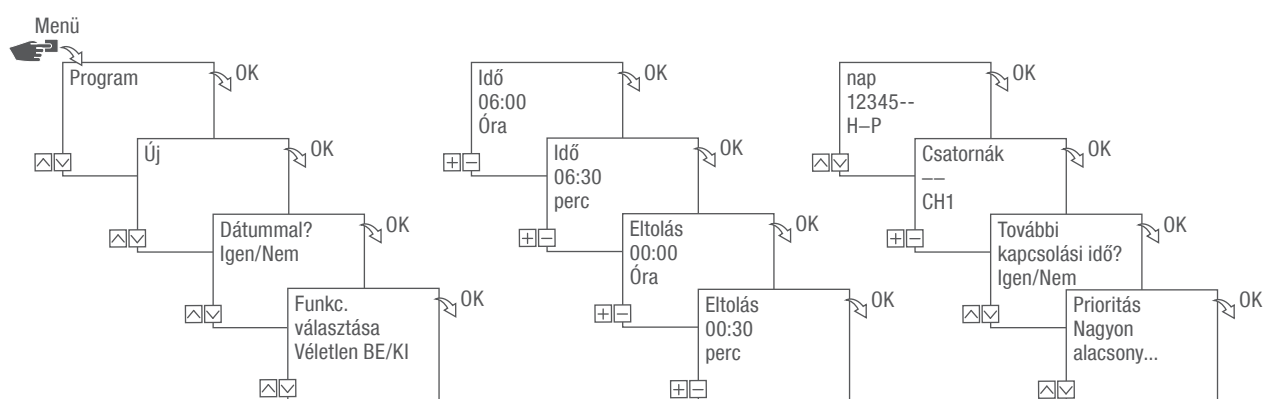 Menü
Program
OK
Új
OK
Dátummal?
Igen/Nem
OK
Funkc.
választása
Véletlen BE/KI
OK
Idő
06:00
Óra
OK
Idő
06:30
perc
OK
Eltolás
00:00
Óra
OK
Eltolás
00:30
perc
OK
nap
12345--
H–P
OK
Csatornák
––
CH1
OK
További
kapcsolási idő?
Igen/Nem
OK
Prioritás
Nagyon
alacsony...
OK